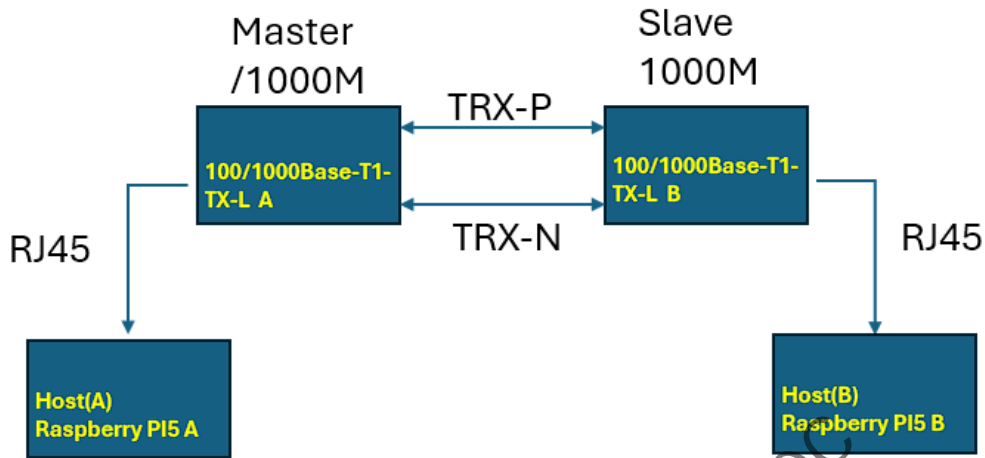 Master
/1000M
Slave
1000M
TRX-P
100/1000Base-T1-
TX-L A
100/1000Base-T1-
TX-L B
TRX-N
RJ45
RJ45
Host(A)
Raspberry PI5 A
Host(B)
Raspberry PI5 B